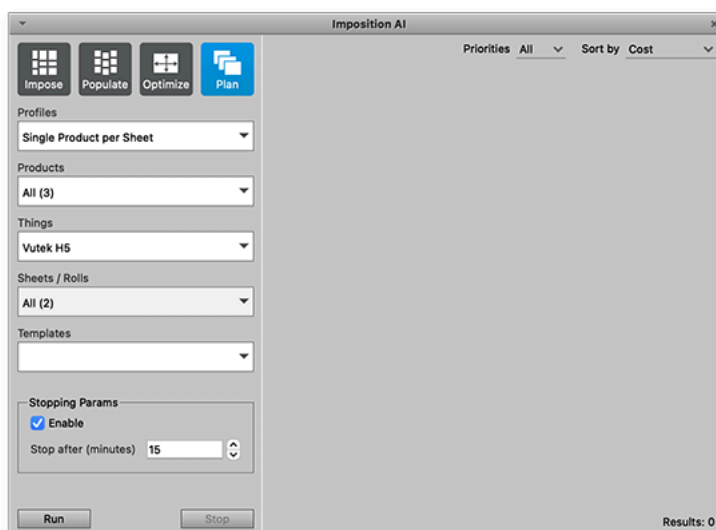 Imposition AI
Impose Populate Optimize Plan
Priorities All Sort by Cost
Profiles
Single Product per Sheet
Products
All (3)
Things
Vutek H5
Sheets / Rolls
All (2)
Templates
Stopping Params
Enable
Stop after (minutes) 15
Run Stop
Results: 0